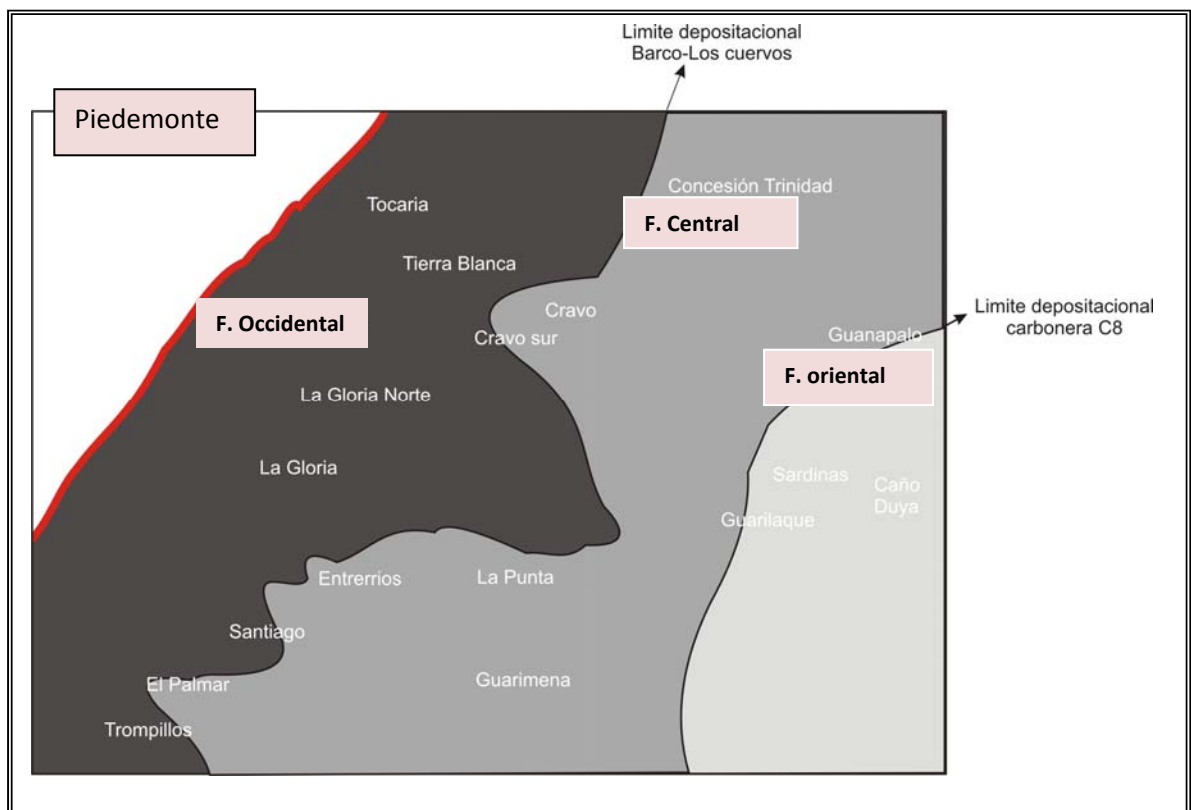 Limite depositacional
Barco-Los cuervos
Piedemonte
Concesión Trinidad
Tocaria
F. Central
Tierra Blanca
F. Occidental
Cravo
Cravo sur
Limite depositacional
carbonera C8
Guanapalo
F. oriental
La Gloria Norte
La Gloria
Sardinas
Caño
Duya
Guarilaque
Entrerrios
La Punta
Santiago
El Palmar
Guarimena
Trompillos